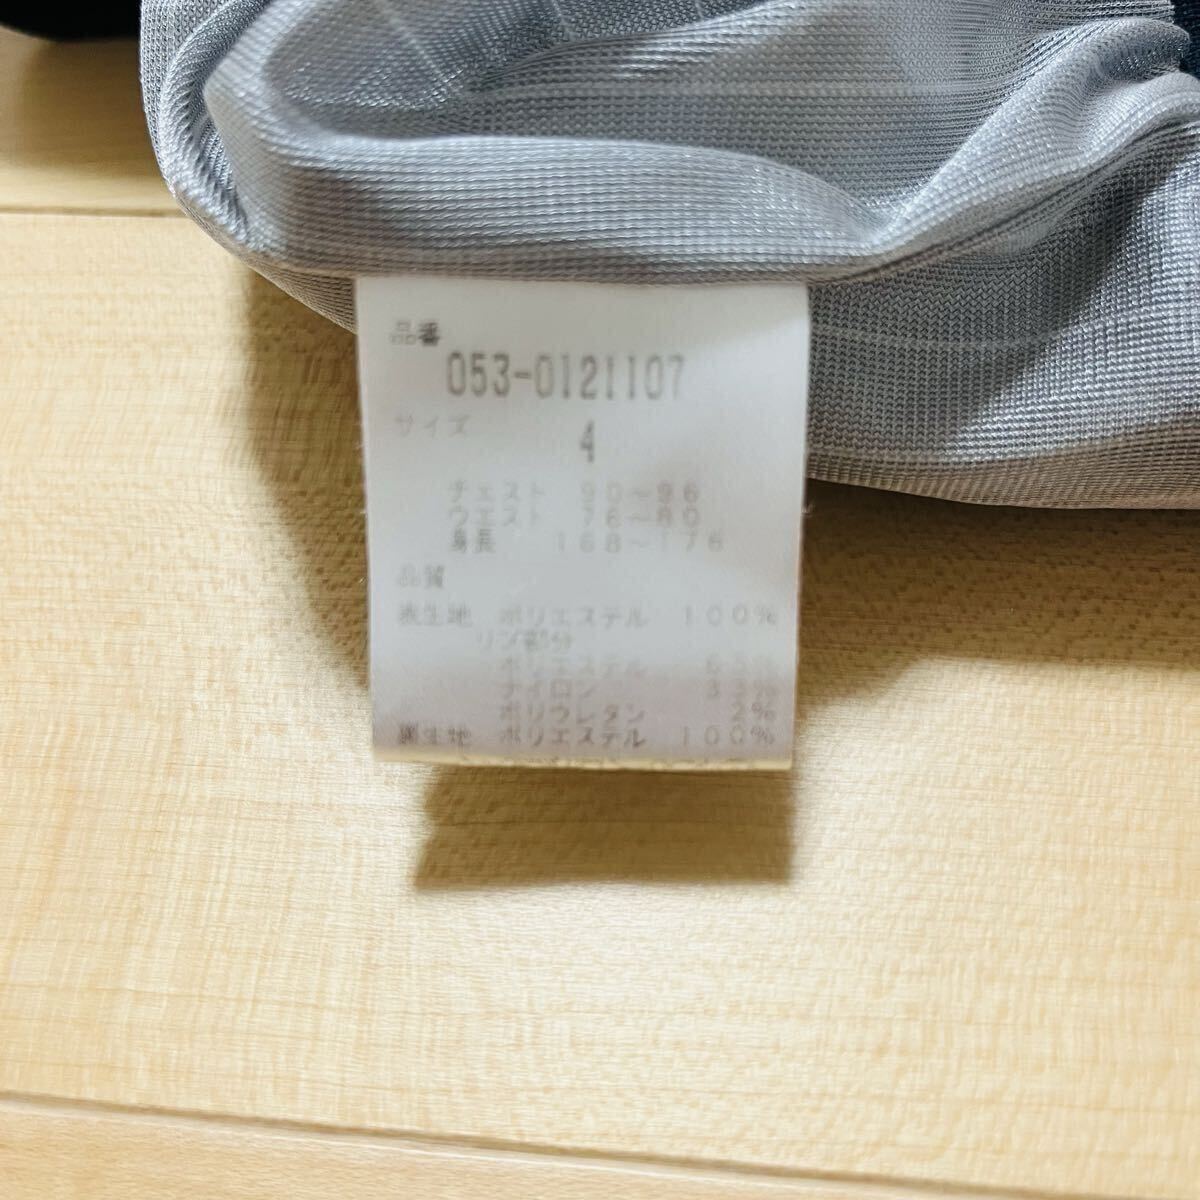 品番
053-0121107
サイズ 4
チェスト 90～96
ウエスト 76～80
身長 168～176
品質
表生地 ポリエステル 100%
リブ部分
ポリエステル 65%
ナイロン 33%
ポリウレタン 2%
裏生地 ポリエステル 100%